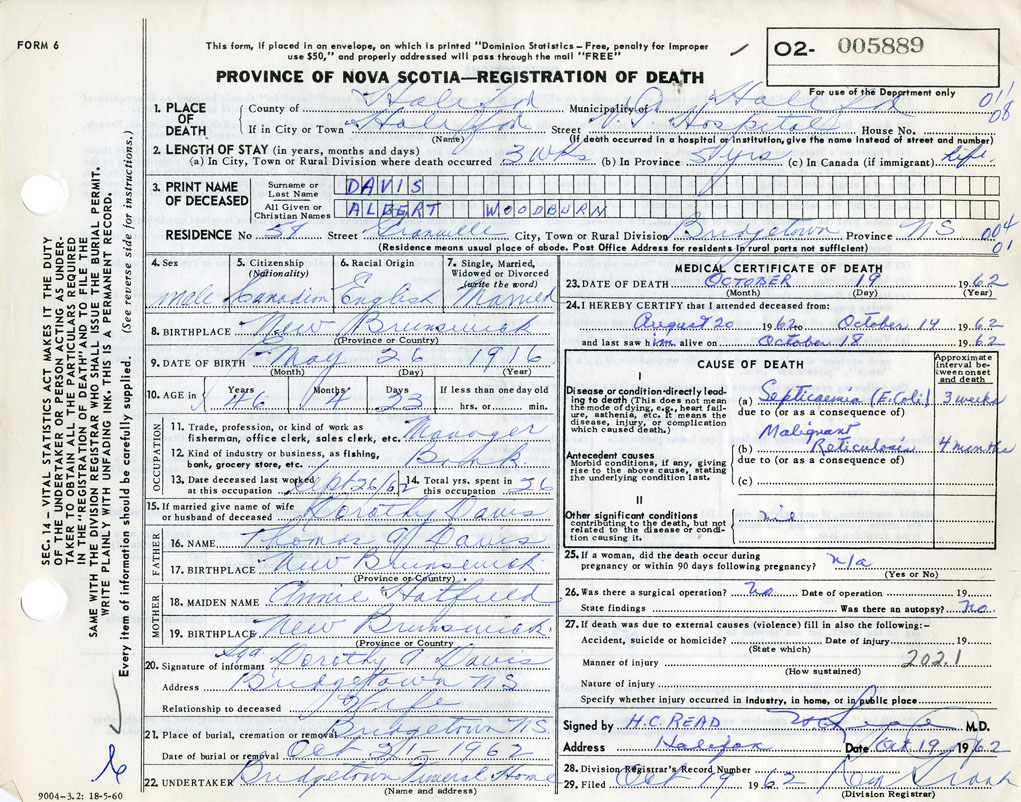 FORM 6
This form, if placed in an envelope, on which is printed "Dominion Statistics – Free, penalty for improper
use $50," and properly addressed will pass through the mail "FREE"
PROVINCE OF NOVA SCOTIA—REGISTRATION OF DEATH
O2- 005889
For use of the Department only
011
08
1. PLACE OF DEATH
County of Halifax Municipality of Halifax
If in City or Town Halifax Street Hospital House No.
(Name) (If death occurred in a hospital or institution, give the name instead of street and number)
2. LENGTH OF STAY (in years, months and days)
(a) In City, Town or Rural Division where death occurred 3 wks (b) In Province yrs (c) In Canada (if immigrant) life
3. PRINT NAME OF DECEASED
Surname or Last Name DAVIS
All Given or Christian Names ALBERT WOODBURN
RESIDENCE No 58 Street Granville City, Town or Rural Division Bridgetown Province NS
004
01
(Residence means usual place of abode. Post Office Address for residents in rural parts not sufficient)
4. Sex male
5. Citizenship (Nationality) Canadian
6. Racial Origin English
7. Single, Married, Widowed or Divorced (write the word) Married
8. BIRTHPLACE New Brunswick
(Province or Country)
9. DATE OF BIRTH May 26 1916
(Month) (Day) (Year)
10. AGE in Years 46 Months 4 Days 23 If less than one day old hrs. or min.
OCCUPATION
11. Trade, profession, or kind of work as fisherman, office clerk, sales clerk, etc. Manager
12. Kind of industry or business, as fishing, bank, grocery store, etc. Bank
13. Date deceased last worked at this occupation Sept 26/62
14. Total yrs. spent in this occupation 26
15. If married give name of wife or husband of deceased Dorothy Davis
FATHER
16. NAME Thomas A Davis
17. BIRTHPLACE New Brunswick
(Province or Country)
MOTHER
18. MAIDEN NAME Annie Hatfield
19. BIRTHPLACE New Brunswick
(Province or Country
20. Signature of informant Sgd Dorothy A Davis
Address Bridgetown NS
Relationship to deceased Wife
21. Place of burial, cremation or removal Bridgetown NS.
Date of burial or removal Oct 21 - 1962
22. UNDERTAKER Bridgetown Funeral Home
(Name and address)
9004–3.2: 18-5-60
MEDICAL CERTIFICATE OF DEATH
23. DATE OF DEATH OCTOBER 19 1962
(Month) (Day) (Year)
24. I HEREBY CERTIFY that I attended deceased from:
August 20 1962 to October 19 1962
and last saw him alive on October 18 1962
CAUSE OF DEATH
Approximate interval between onset and death
I
Disease or condition-directly leading to death (This does not mean the mode of dying, e.g., heart failure, asthenia, etc. It means the disease, injury, or complication which caused death.)
(a) Septicaemia (E. Coli) 3 weeks
due to (or as a consequence of)
Antecedent causes
Morbid conditions, if any, giving rise to the above cause, stating the underlying condition last.
(b) Malignant Reticulosis 4 months
due to (or as a consequence of)
(c)
II
Other significant conditions
contributing to the death, but not related to the disease or condition causing it.
nil
25. If a woman, did the death occur during
pregnancy or within 90 days following pregnancy? n/a
(Yes or No)
26. Was there a surgical operation? No Date of operation 19
State findings Was there an autopsy? No.
27. If death was due to external causes (violence) fill in also the following:–
Accident, suicide or homicide? Date of injury 19
(State which)
Manner of injury 202.1
(How sustained)
Nature of injury
Specify whether injury occurred in industry, in home, or in public place
Signed by H.C. READ M.D.
Address Halifax Date Oct 19 1962
28. Division Registrar's Record Number
29. Filed Oct 19 1962
(Division Registrar)
SEC. 14 – VITAL STATISTICS ACT MAKES IT THE DUTY
OF THE UNDERTAKER OR PERSON ACTING AS UNDER-
TAKER TO OBTAIN ALL THE PARTICULARS REQUIRED
IN THE "REGISTRATION OF DEATH" AND TO FILE THE
SAME WITH THE DIVISION REGISTRAR WHO SHALL ISSUE THE BURIAL PERMIT.
WRITE PLAINLY WITH UNFADING INK. THIS IS A PERMANENT RECORD.
Every item of information should be carefully supplied. (See reverse side for instructions.)